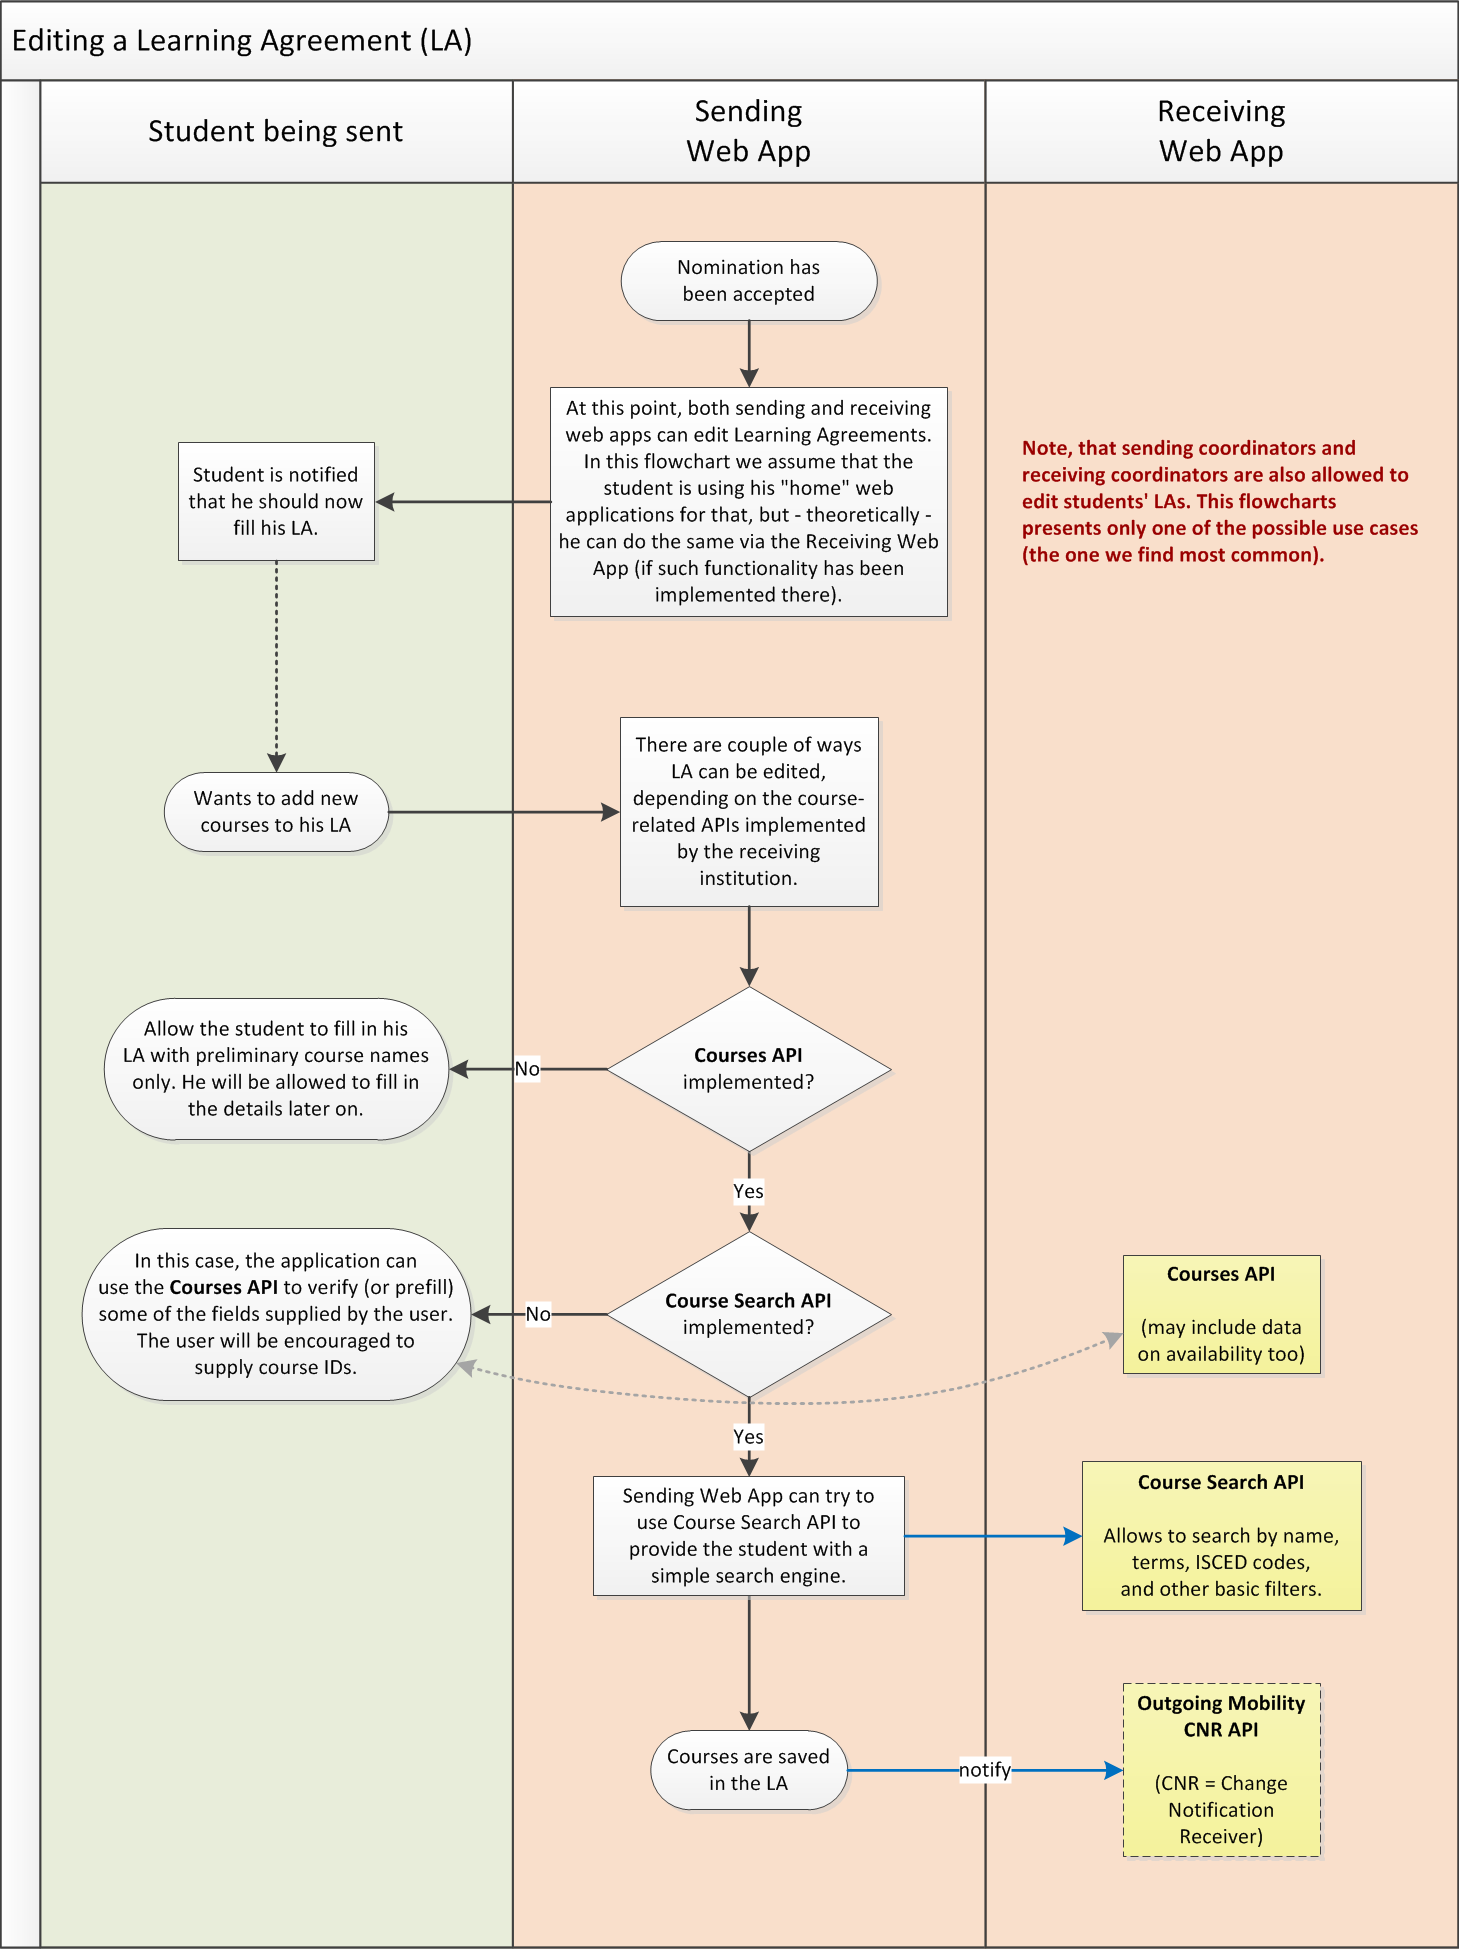 Editing a Learning Agreement (LA)
Student being sent
Sending
Web App
Receiving
Web App
Nomination has
been accepted
At this point, both sending and receiving
web apps can edit Learning Agreements.
In this flowchart we assume that the
student is using his "home" web
applications for that, but - theoretically -
he can do the same via the Receiving Web
App (if such functionality has been
implemented there).
Student is notified
that he should now
fill his LA.
Note, that sending coordinators and
receiving coordinators are also allowed to
edit students' LAs. This flowcharts
presents only one of the possible use cases
(the one we find most common).
Wants to add new
courses to his LA
There are couple of ways
LA can be edited,
depending on the course-
related APIs implemented
by the receiving
institution.
Courses API
implemented?
No
Allow the student to fill in his
LA with preliminary course names
only. He will be allowed to fill in
the details later on.
Yes
Course Search API
implemented?
No
In this case, the application can
use the Courses API to verify (or prefill)
some of the fields supplied by the user.
The user will be encouraged to
supply course IDs.
Courses API
(may include data
on availability too)
Yes
Sending Web App can try to
use Course Search API to
provide the student with a
simple search engine.
Course Search API
Allows to search by name,
terms, ISCED codes,
and other basic filters.
Courses are saved
in the LA
notify
Outgoing Mobility
CNR API
(CNR = Change
Notification
Receiver)